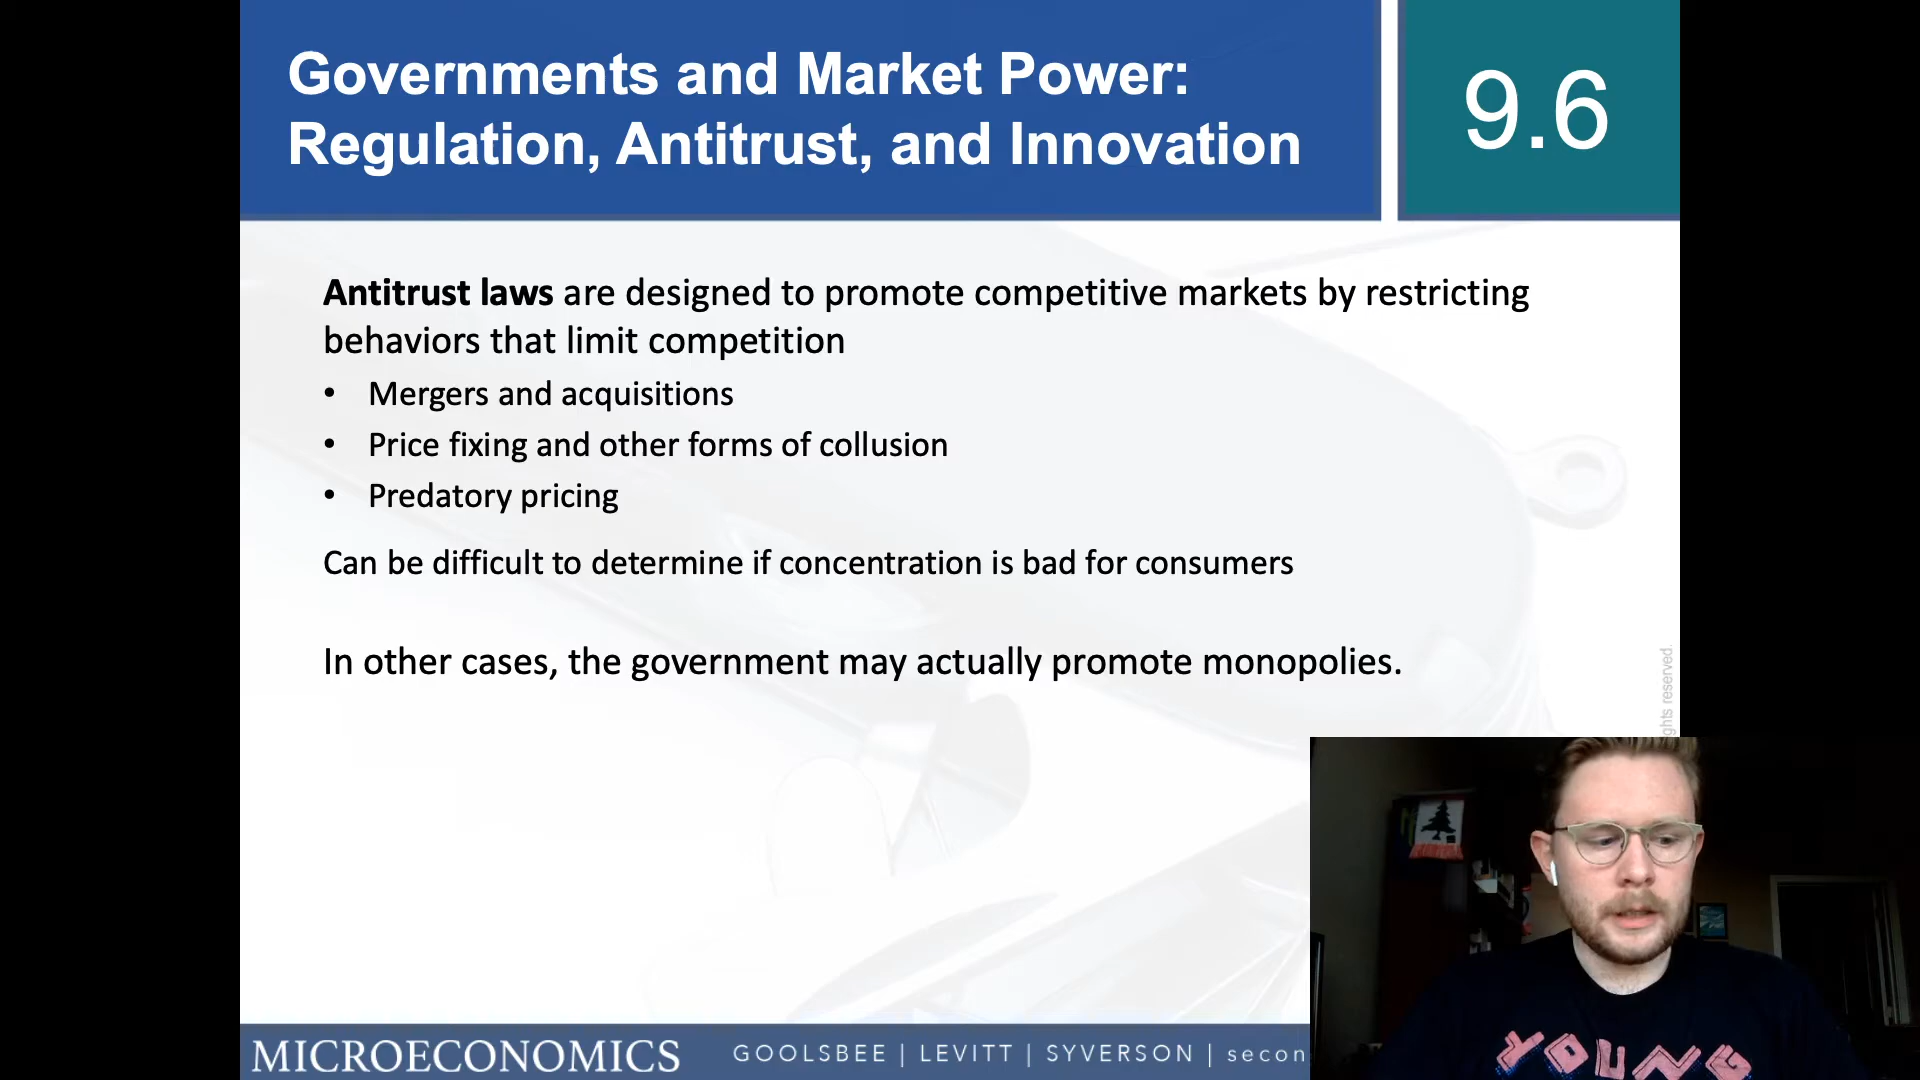 Governments and Market Power:
Regulation, Antitrust, and Innovation
9.6
Antitrust laws are designed to promote competitive markets by restricting
behaviors that limit competition
• Mergers and acquisitions
• Price fixing and other forms of collusion
• Predatory pricing
Can be difficult to determine if concentration is bad for consumers
In other cases, the government may actually promote monopolies.
reserved.
MICROECONOMICS
GOOLSBEE | LEVITT | SYVERSON |
YOUNG